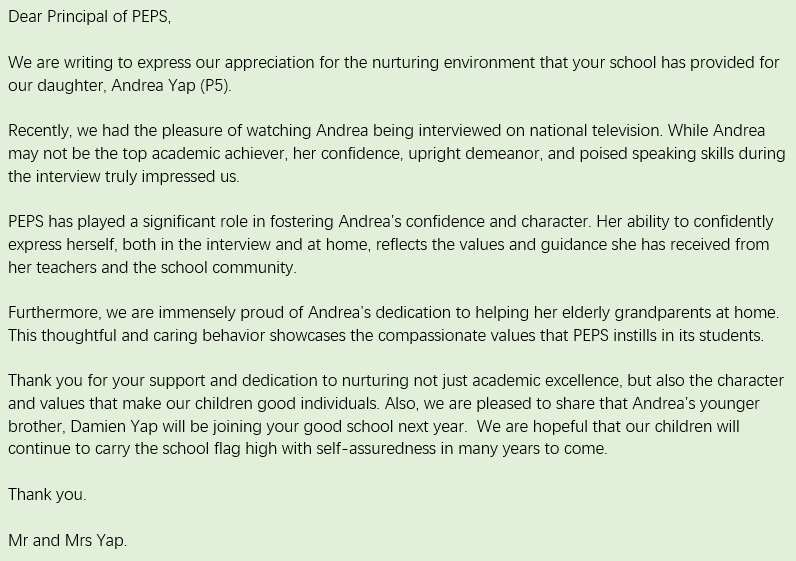 Dear Principal of PEPS,
We are writing to express our appreciation for the nurturing environment that your school has provided for
our daughter, Andrea Yap (P5).
Recently, we had the pleasure of watching Andrea being interviewed on national television. While Andrea
may not be the top academic achiever, her confidence, upright demeanor, and poised speaking skills during
the interview truly impressed us.
PEPS has played a significant role in fostering Andrea's confidence and character. Her ability to confidently
express herself, both in the interview and at home, reflects the values and guidance she has received from
her teachers and the school community.
Furthermore, we are immensely proud of Andrea's dedication to helping her elderly grandparents at home.
This thoughtful and caring behavior showcases the compassionate values that PEPS instills in its students.
Thank you for your support and dedication to nurturing not just academic excellence, but also the character
and values that make our children good individuals. Also, we are pleased to share that Andrea's younger
brother, Damien Yap will be joining your good school next year.  We are hopeful that our children will
continue to carry the school flag high with self-assuredness in many years to come.
Thank you.
Mr and Mrs Yap.